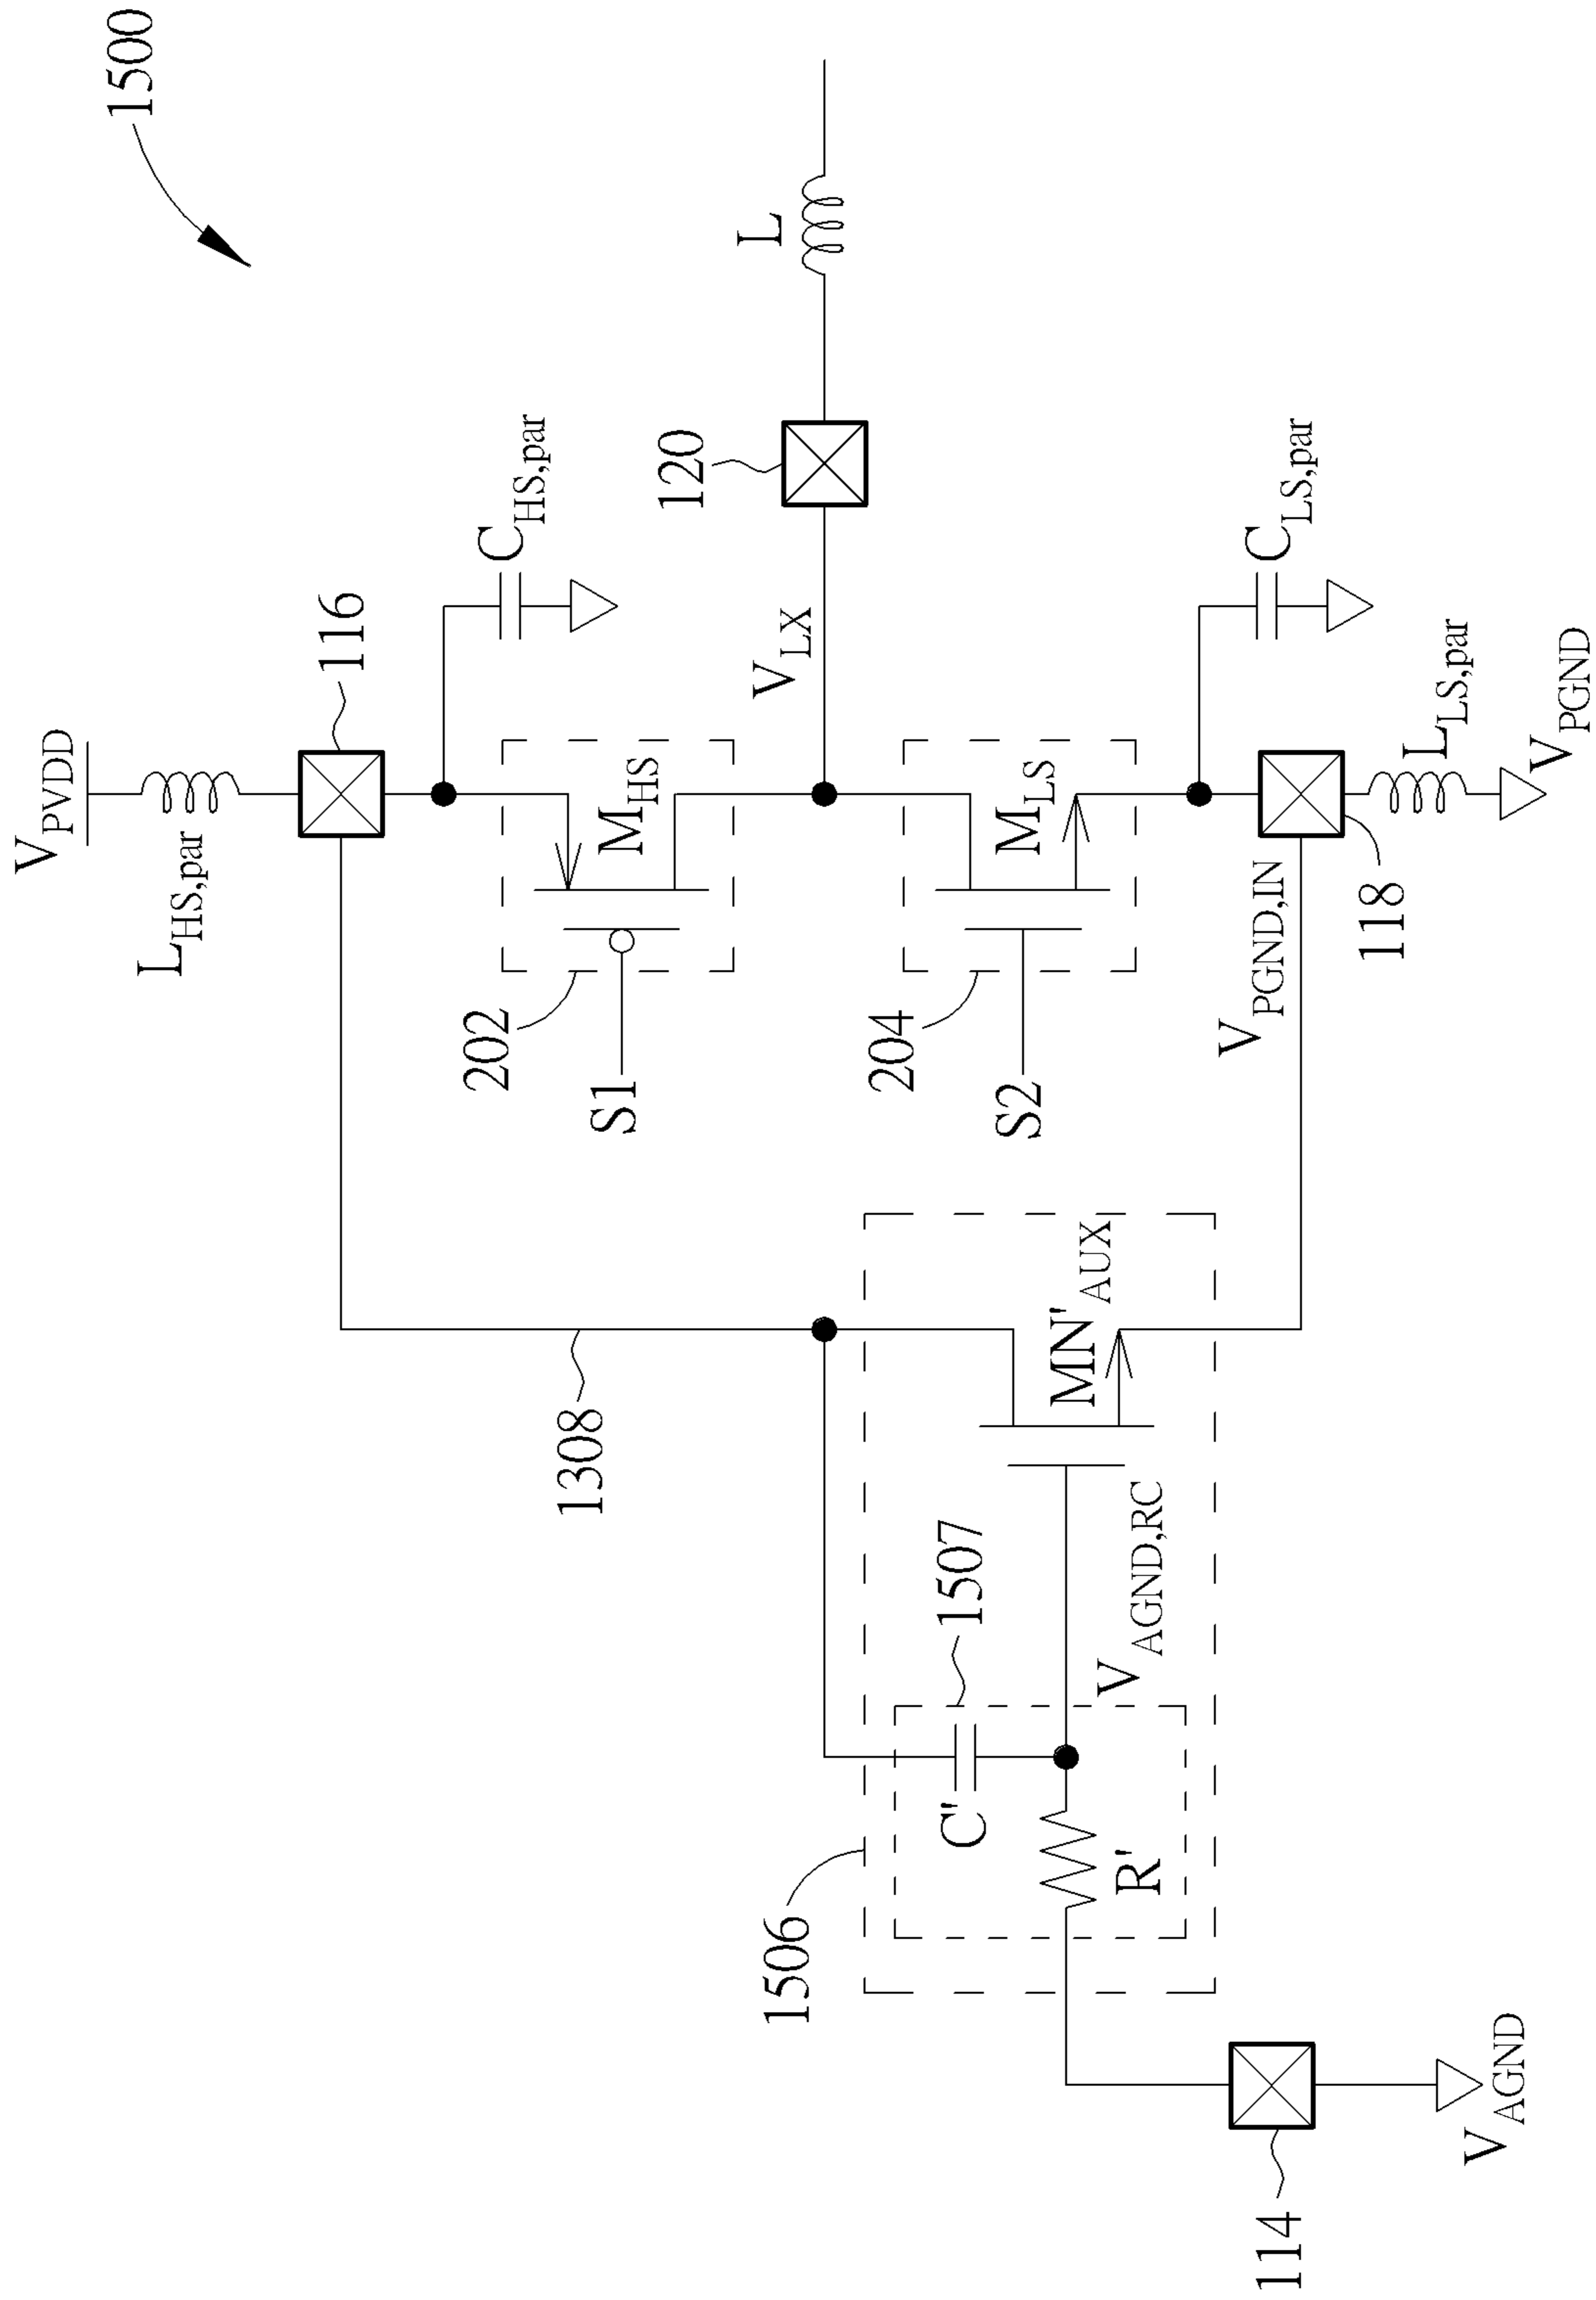 1500
V_PVDD
L_HS,par
116
C_HS,par
202
M_HS
S1
1308
V_LX
120
L
204
M_LS
S2
C_LS,par
1506
1507
C'
R'
V_AGND,RC
MN'_AUX
V_PGND,IN
118
L_LS,par
V_PGND
114
V_AGND